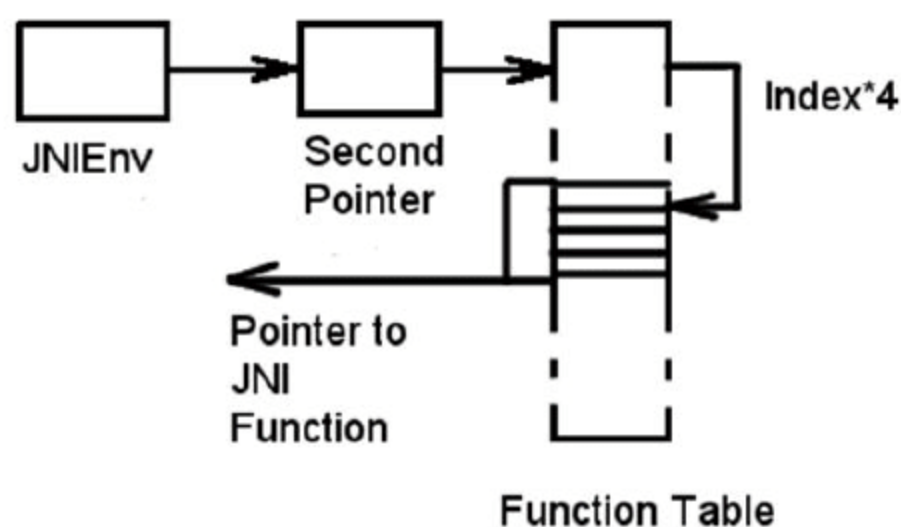 JNIEnv
Second
Pointer
Index*4
Pointer to
JNI
Function
Function Table